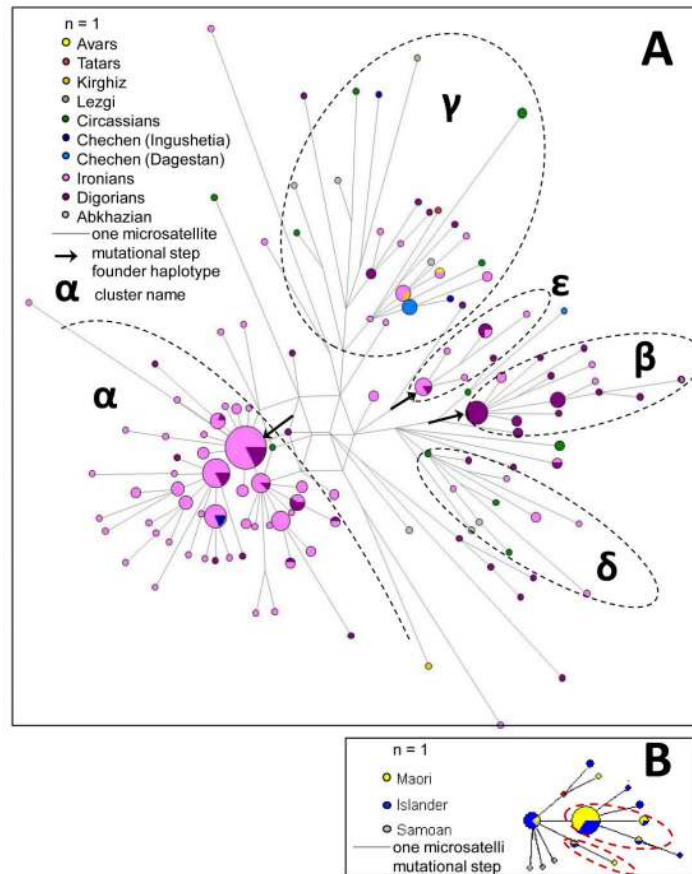 A
n = 1
Avars
Tatars
Kirghiz
Lezgi
Circassians
Chechen (Ingushetia)
Chechen (Dagestan)
Ironians
Digorians
Abkhazian
one microsatellite
mutational step
founder haplotype
α cluster name
γ
ε
β
α
δ
B
n = 1
Maori
Islander
Samoan
one microsatelli
mutational step